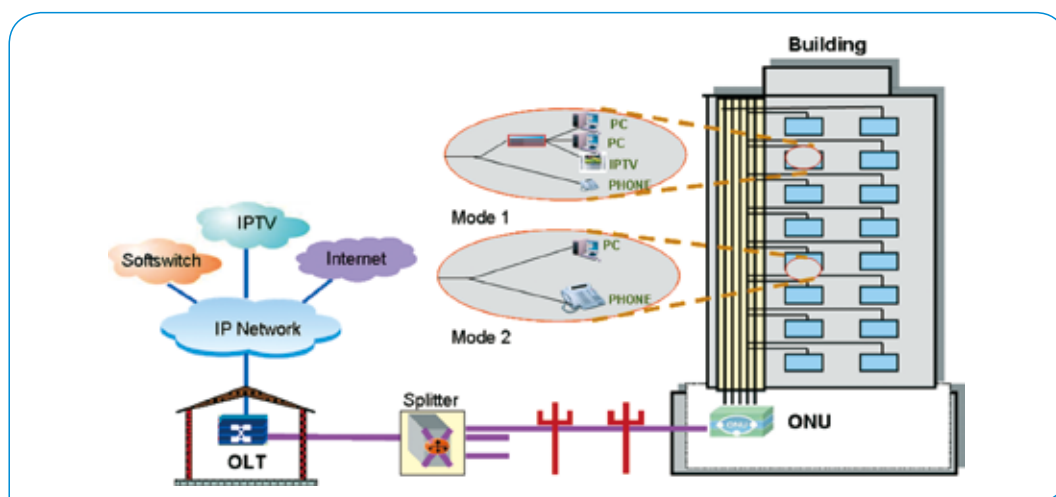 Building
PC
PC
IPTV
PHONE
Mode 1
IPTV
Softswitch
Internet
PC
PHONE
IP Network
Mode 2
Splitter
OLT
ONU
ONU